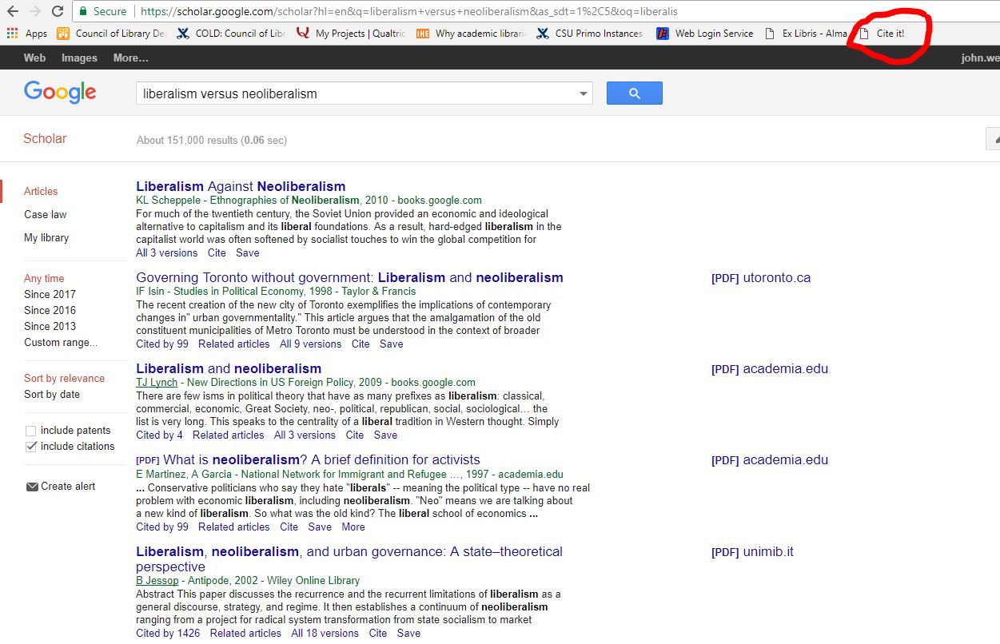 Secure https://scholar.google.com/scholar?hl=en&q=liberalism+versus+neoliberalism&as_sdt=1%2C5&oq=liberalis
Apps Council of Library De COLD: Council of Libr My Projects | Qualtric Why academic librari CSU Primo Instances Web Login Service Ex Libris - Alma Cite it!
Web Images More… john.we
Google liberalism versus neoliberalism
Scholar About 151,000 results (0.06 sec)
Articles
Case law
My library
Any time
Since 2017
Since 2016
Since 2013
Custom range...
Sort by relevance
Sort by date
include patents
include citations
Create alert
Liberalism Against Neoliberalism
KL Scheppele - Ethnographies of Neoliberalism, 2010 - books.google.com
For much of the twentieth century, the Soviet Union provided an economic and ideological
alternative to capitalism and its liberal foundations. As a result, hard-edged liberalism in the
capitalist world was often softened by socialist touches to win the global competition for
All 3 versions Cite Save
Governing Toronto without government: Liberalism and neoliberalism [PDF] utoronto.ca
IF Isin - Studies in Political Economy, 1998 - Taylor & Francis
The recent creation of the new city of Toronto exemplifies the implications of contemporary
changes in" urban governmentality." This article argues that the amalgamation of the old
constituent municipalities of Metro Toronto must be understood in the context of broader
Cited by 99 Related articles All 9 versions Cite Save
Liberalism and neoliberalism [PDF] academia.edu
TJ Lynch - New Directions in US Foreign Policy, 2009 - books.google.com
There are few isms in political theory that have as many prefixes as liberalism: classical,
commercial, economic, Great Society, neo-, political, republican, social, sociological… the
list is very long. This speaks to the centrality of a liberal tradition in Western thought. Simply
Cited by 4 Related articles All 3 versions Cite Save
[PDF] What is neoliberalism? A brief definition for activists [PDF] academia.edu
E Martinez, A Garcia - National Network for Immigrant and Refugee …, 1997 - academia.edu
... Conservative politicians who say they hate "liberals" -- meaning the political type -- have no real
problem with economic liberalism, including neoliberalism. "Neo" means we are talking about
a new kind of liberalism. So what was the old kind? The liberal school of economics ...
Cited by 99 Related articles Cite Save More
Liberalism, neoliberalism, and urban governance: A state–theoretical [PDF] unimib.it
perspective
B Jessop - Antipode, 2002 - Wiley Online Library
Abstract This paper discusses the recurrence and the recurrent limitations of liberalism as a
general discourse, strategy, and regime. It then establishes a continuum of neoliberalism
ranging from a project for radical system transformation from state socialism to market
Cited by 1426 Related articles All 18 versions Cite Save